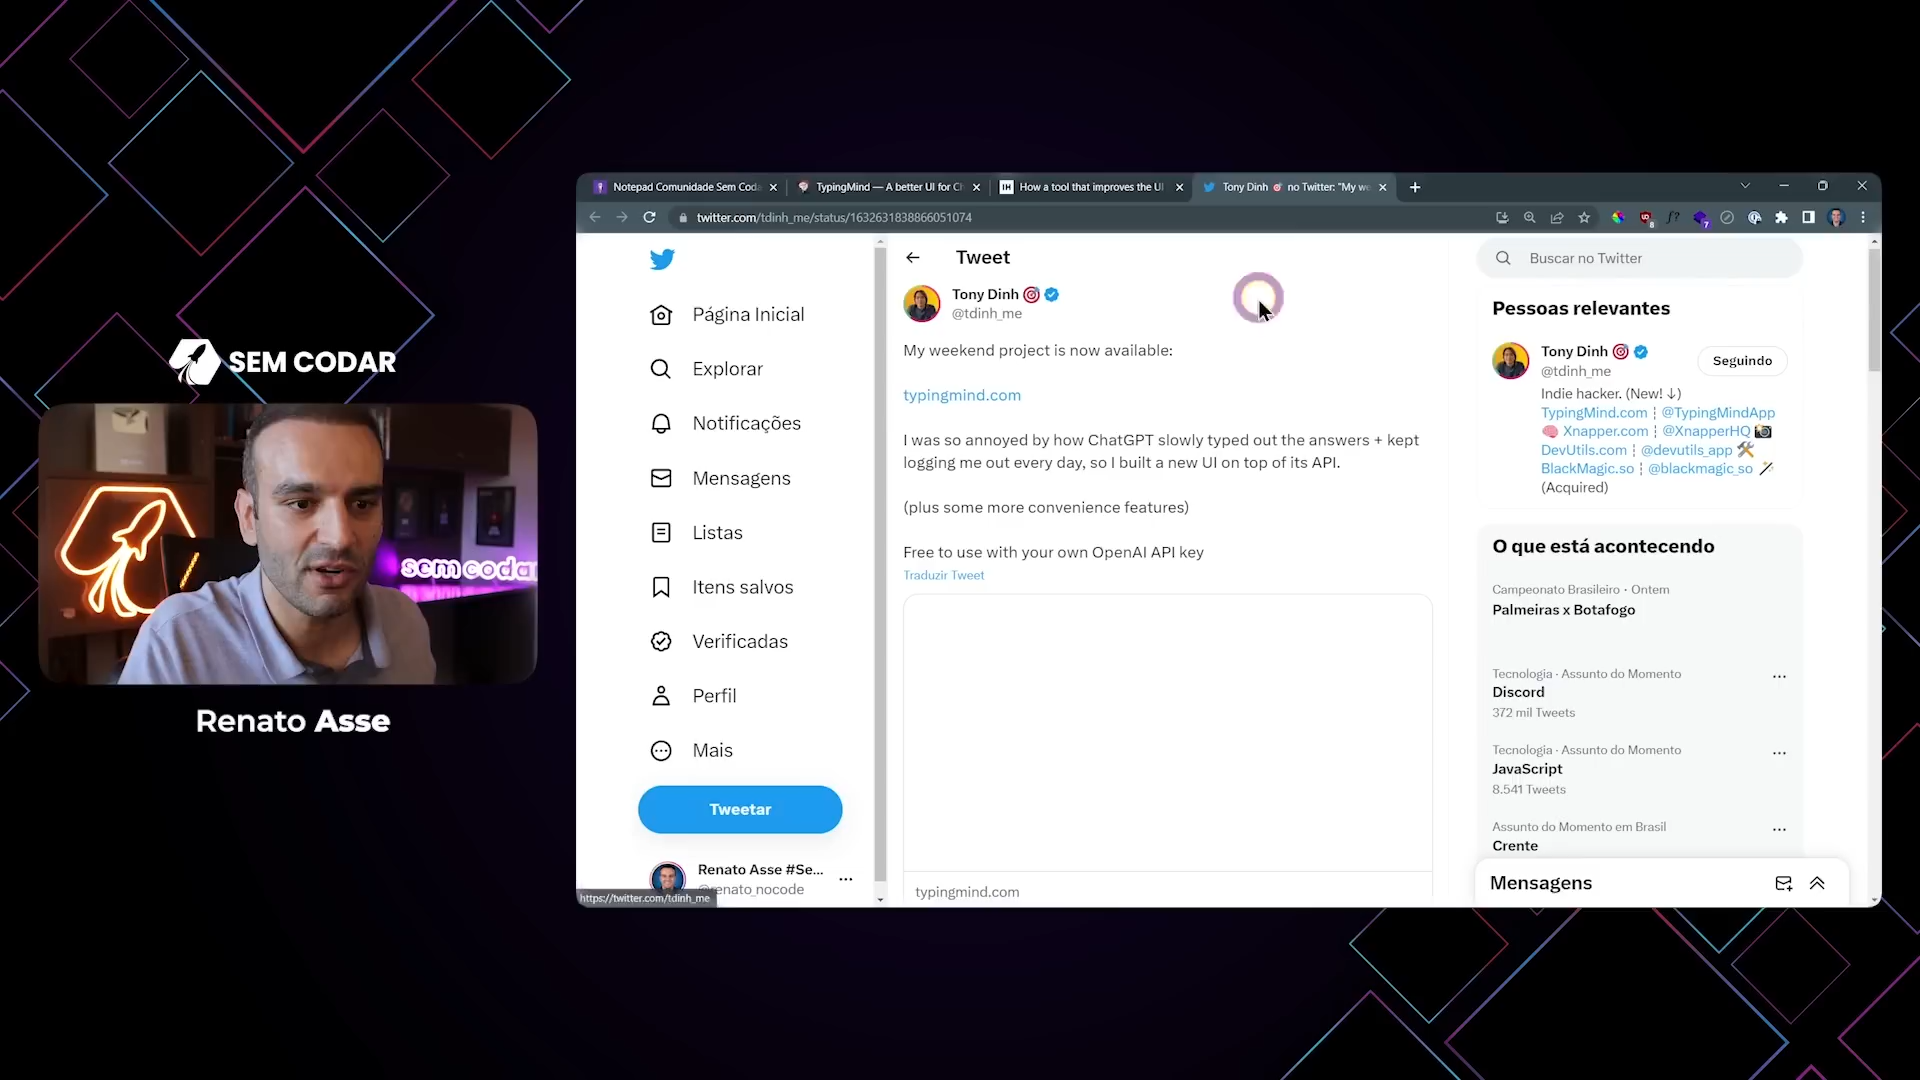 SEM CODAR
sem codar
Renato Asse
Notepad Comunidade Sem Coda
TypingMind — A better UI for C
IH
How a tool that improves the UI
Tony Dinh 🎯 no Twitter: "My we
twitter.com/tdinh_me/status/1632631838866051074
8
f?
7
Página Inicial
Explorar
Notificações
Mensagens
Listas
Itens salvos
Verificadas
Perfil
Mais
Tweetar
Renato Asse #Se...
@renato_nocode
https://twitter.com/tdinh_me
Tweet
Tony Dinh 🎯
@tdinh_me
My weekend project is now available:
typingmind.com
I was so annoyed by how ChatGPT slowly typed out the answers + kept
logging me out every day, so I built a new UI on top of its API.
(plus some more convenience features)
Free to use with your own OpenAI API key
Traduzir Tweet
typingmind.com
Buscar no Twitter
Pessoas relevantes
Tony Dinh 🎯
@tdinh_me
Seguindo
Indie hacker. (New! ↓)
TypingMind.com ¦ @TypingMindApp
🧠 Xnapper.com ¦ @XnapperHQ 📸
DevUtils.com ¦ @devutils_app 🛠️
BlackMagic.so ¦ @blackmagic_so 🪄
(Acquired)
O que está acontecendo
Campeonato Brasileiro · Ontem
Palmeiras x Botafogo
Tecnologia · Assunto do Momento
Discord
372 mil Tweets
Tecnologia · Assunto do Momento
JavaScript
8.541 Tweets
Assunto do Momento em Brasil
Crente
Mensagens